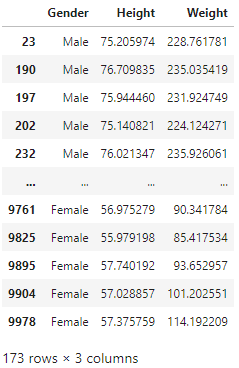 Gender Height Weight
23 Male 75.205974 228.761781
190 Male 76.709835 235.035419
197 Male 75.944460 231.924749
202 Male 75.140821 224.124271
232 Male 76.021347 235.926061
... ... ... ...
9761 Female 56.975279 90.341784
9825 Female 55.979198 85.417534
9895 Female 57.740192 93.652957
9904 Female 57.028857 101.202551
9978 Female 57.375759 114.192209
173 rows × 3 columns